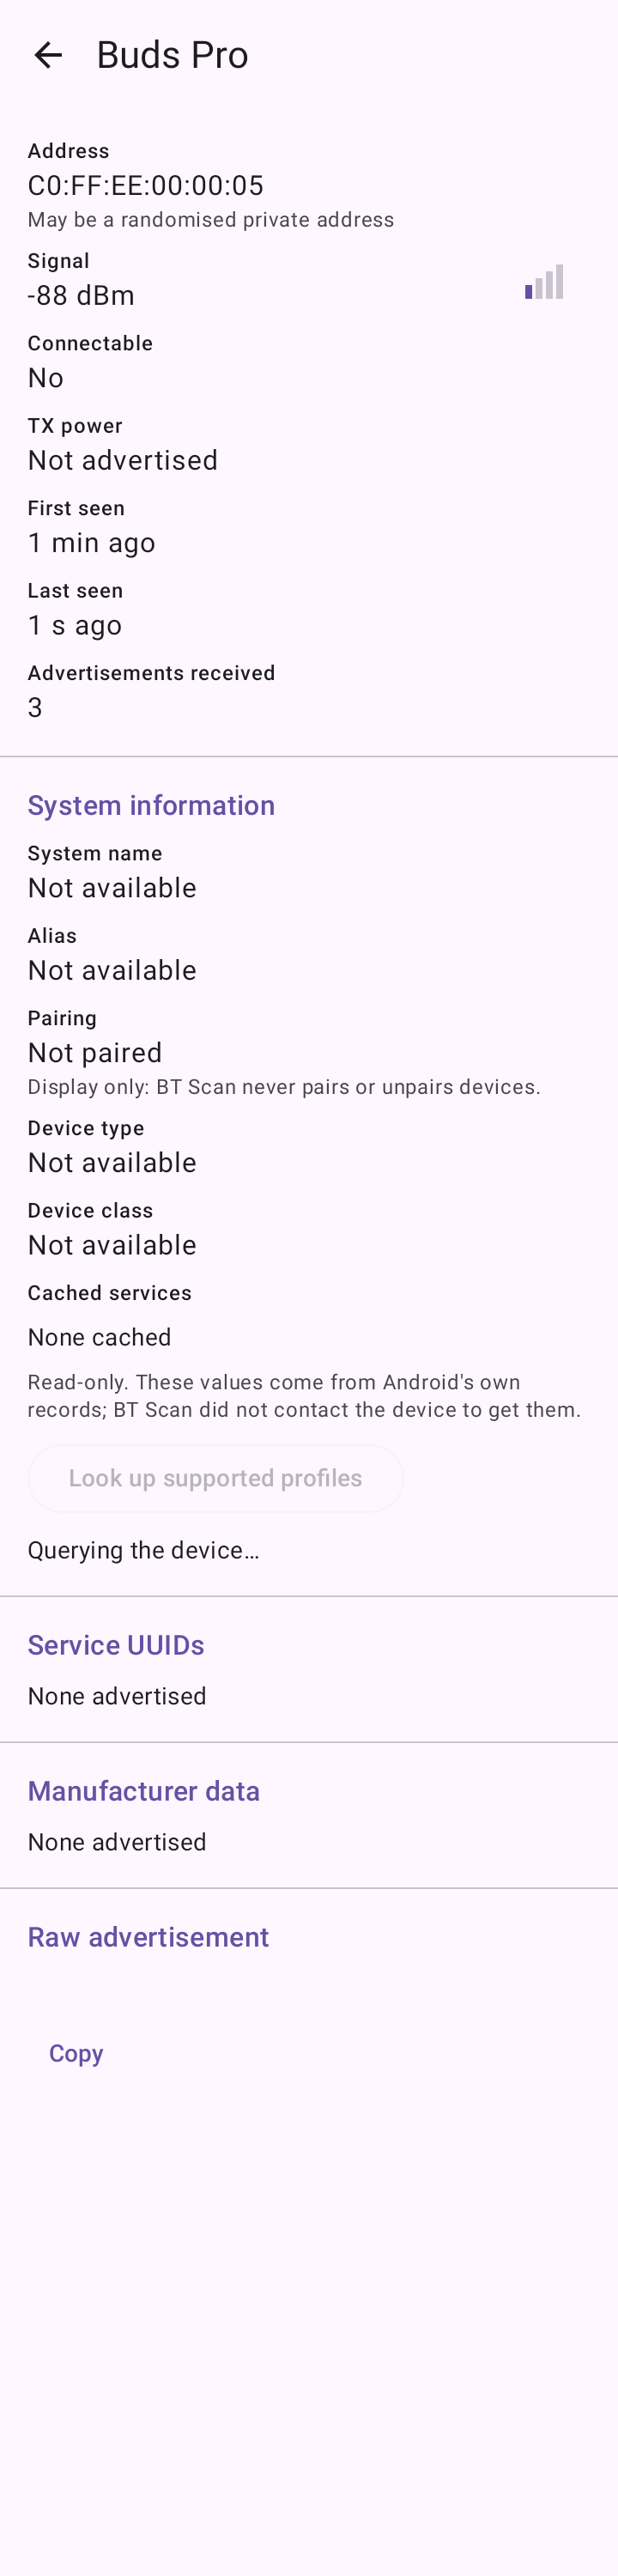 Buds Pro
Address
C0:FF:EE:00:00:05
May be a randomised private address
Signal
-88 dBm
Connectable
No
TX power
Not advertised
First seen
1 min ago
Last seen
1 s ago
Advertisements received
3
System information
System name
Not available
Alias
Not available
Pairing
Not paired
Display only: BT Scan never pairs or unpairs devices.
Device type
Not available
Device class
Not available
Cached services
None cached
Read-only. These values come from Android's own
records; BT Scan did not contact the device to get them.
Look up supported profiles
Querying the device…
Service UUIDs
None advertised
Manufacturer data
None advertised
Raw advertisement
Copy